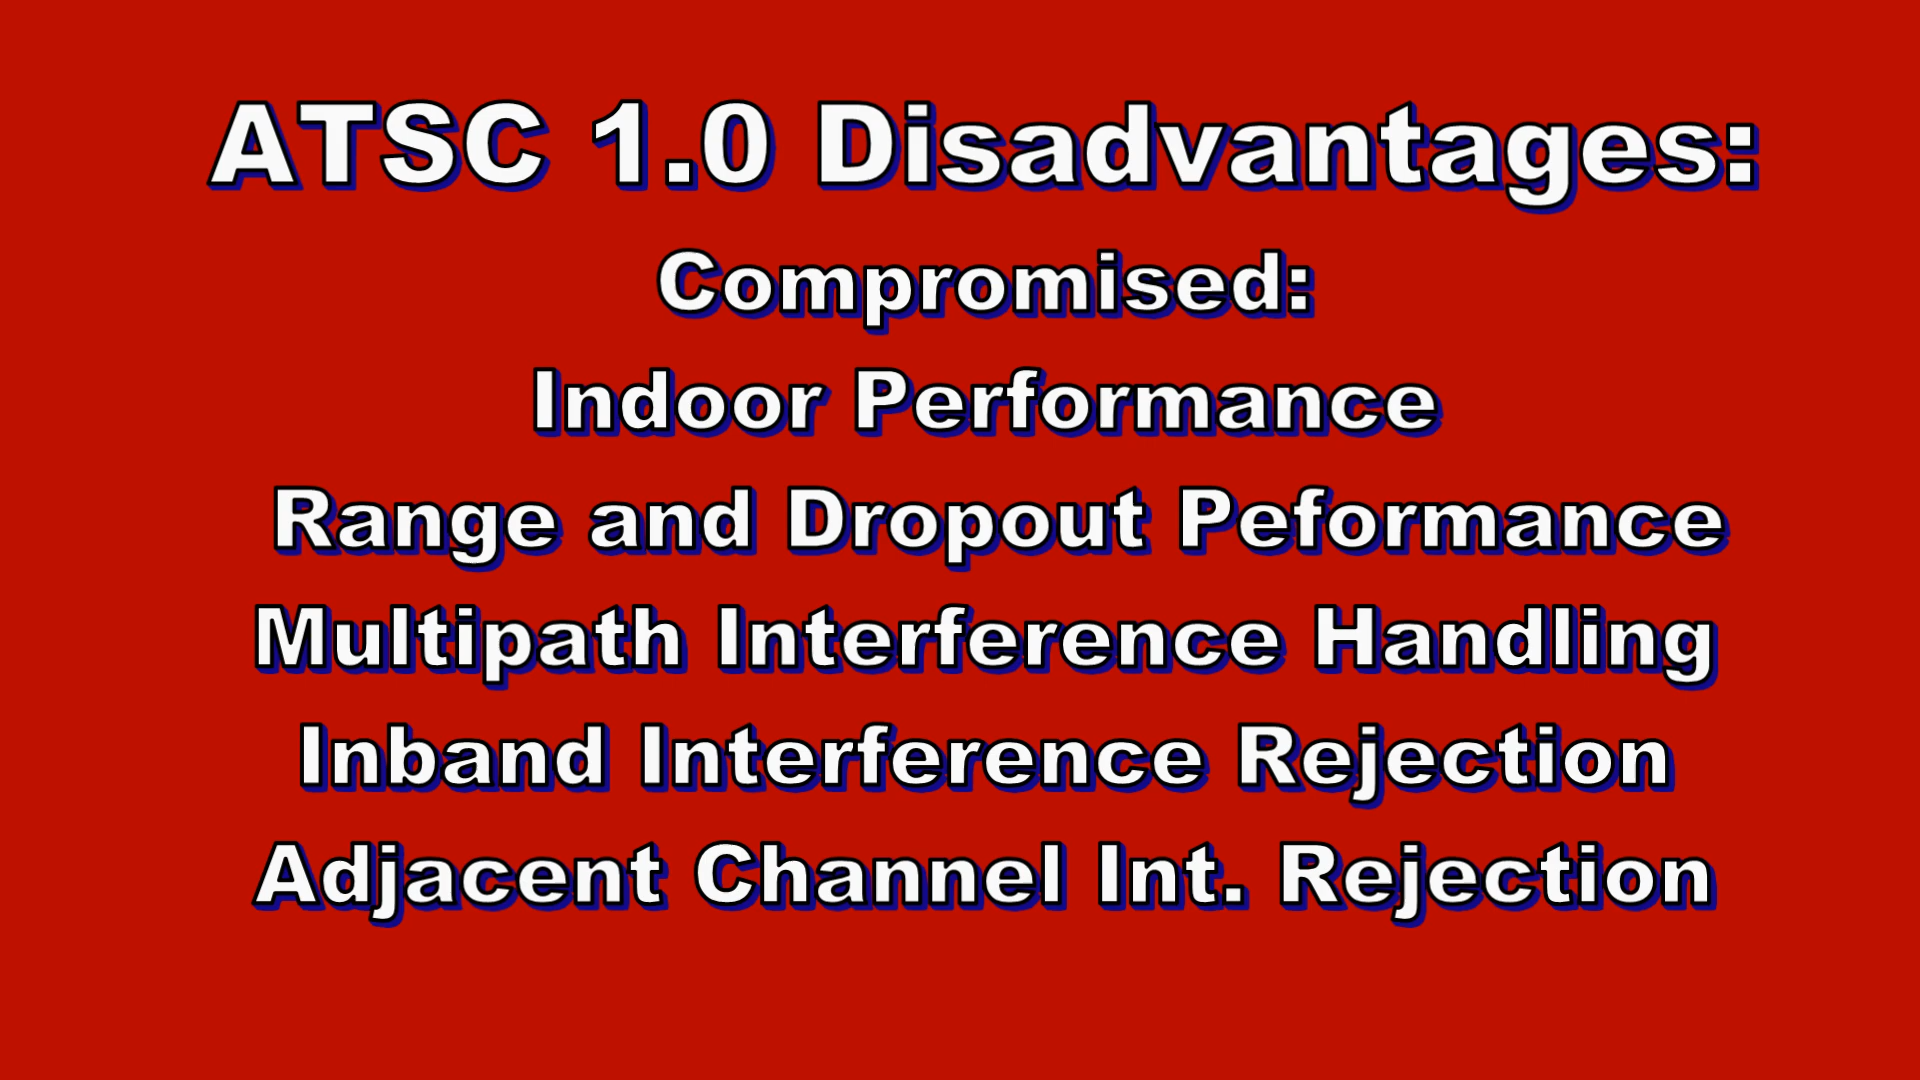 ATSC 1.0 Disadvantages:
Compromised:
Indoor Performance
Range and Dropout Peformance
Multipath Interference Handling
Inband Interference Rejection
Adjacent Channel Int. Rejection